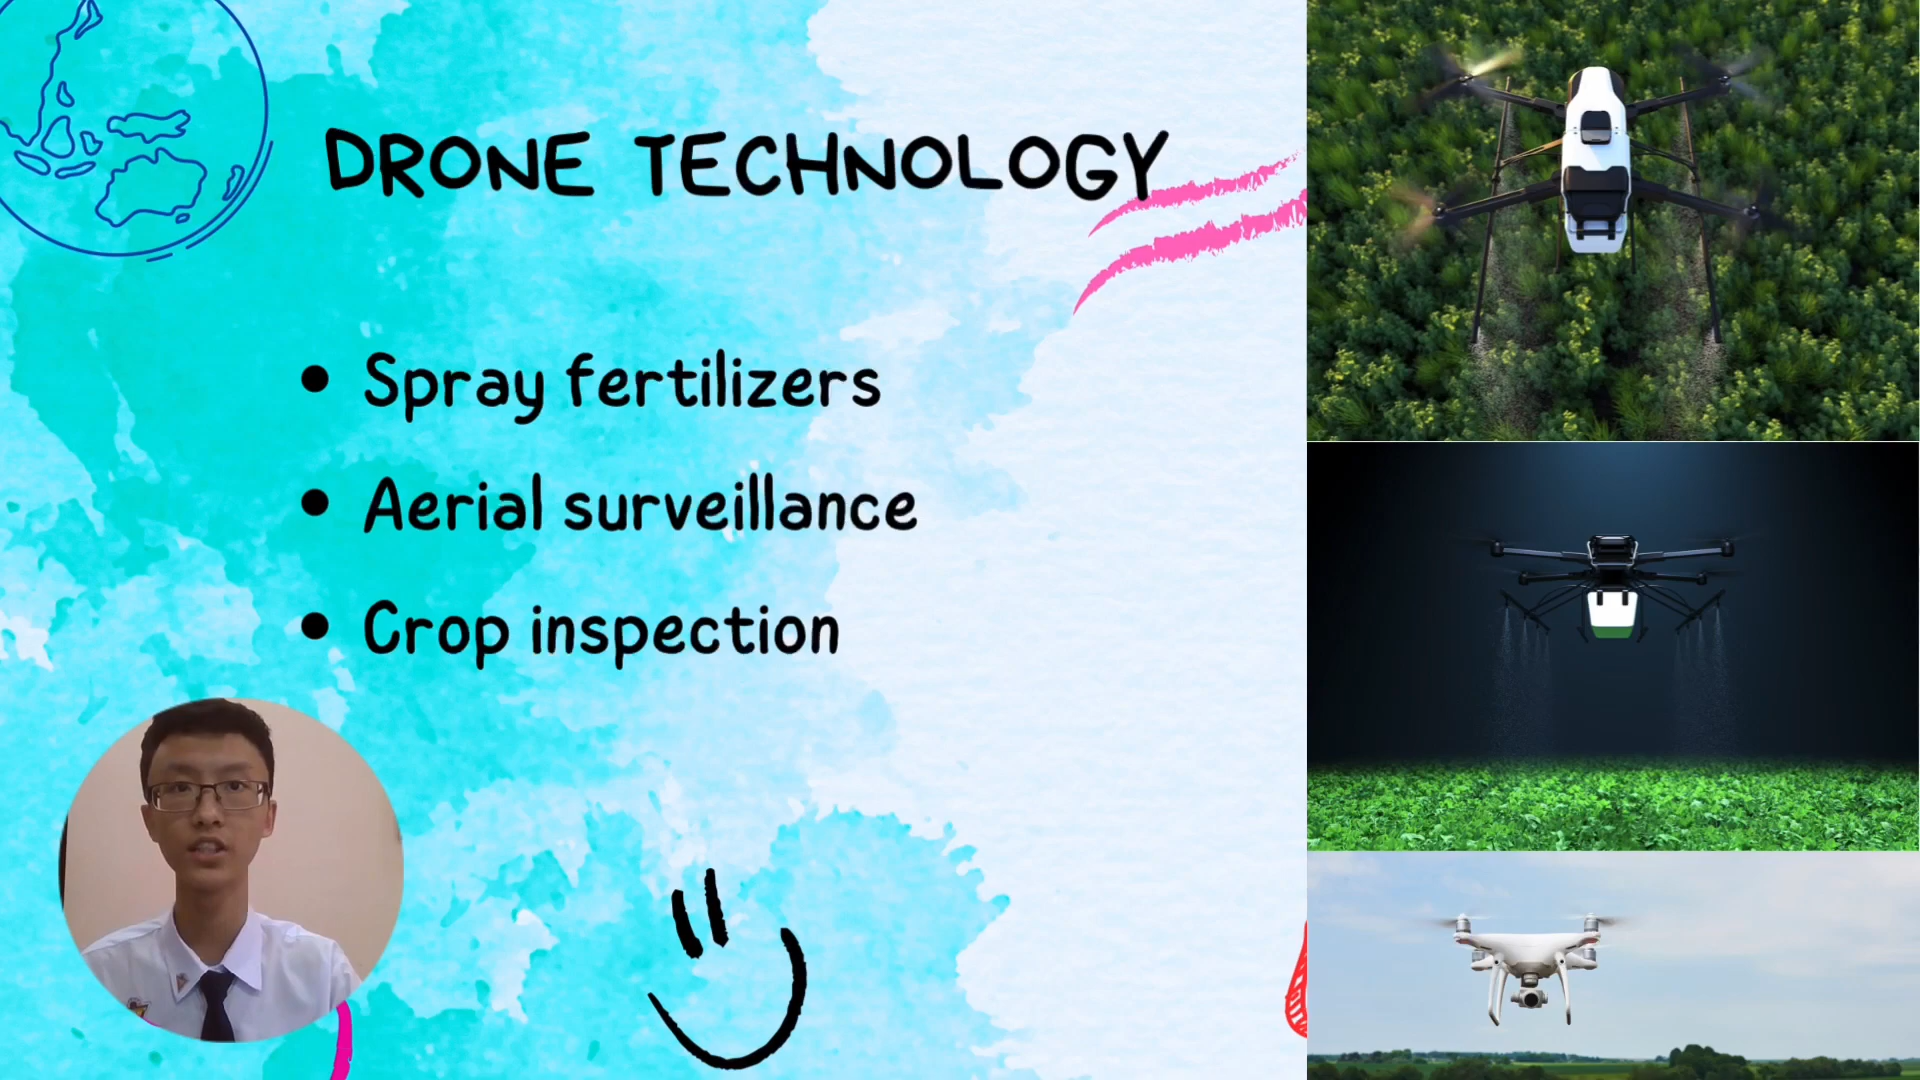 DRONE TECHNOLOGY
• Spray fertilizers
• Aerial surveillance
• Crop inspection